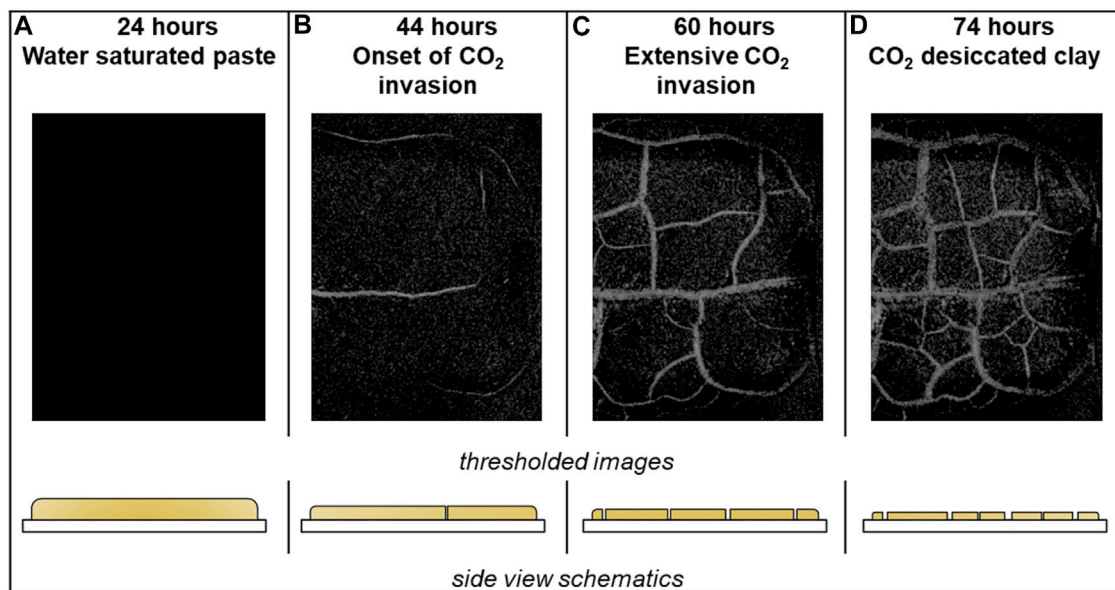 A
24 hours
Water saturated paste
B
44 hours
Onset of CO₂
invasion
C
60 hours
Extensive CO₂
invasion
D
74 hours
CO₂ desiccated clay
thresholded images
side view schematics